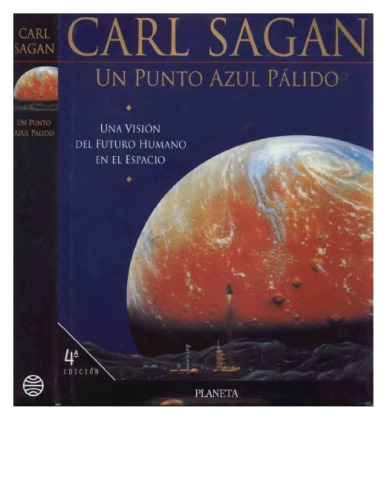 CARL
SAGAN
UN PUNTO
AZUL PÁLIDO
CARL SAGAN
UN PUNTO AZUL PÁLIDO
UNA VISIÓN
DEL FUTURO HUMANO
EN EL ESPACIO
4ª
EDICIÓN
PLANETA